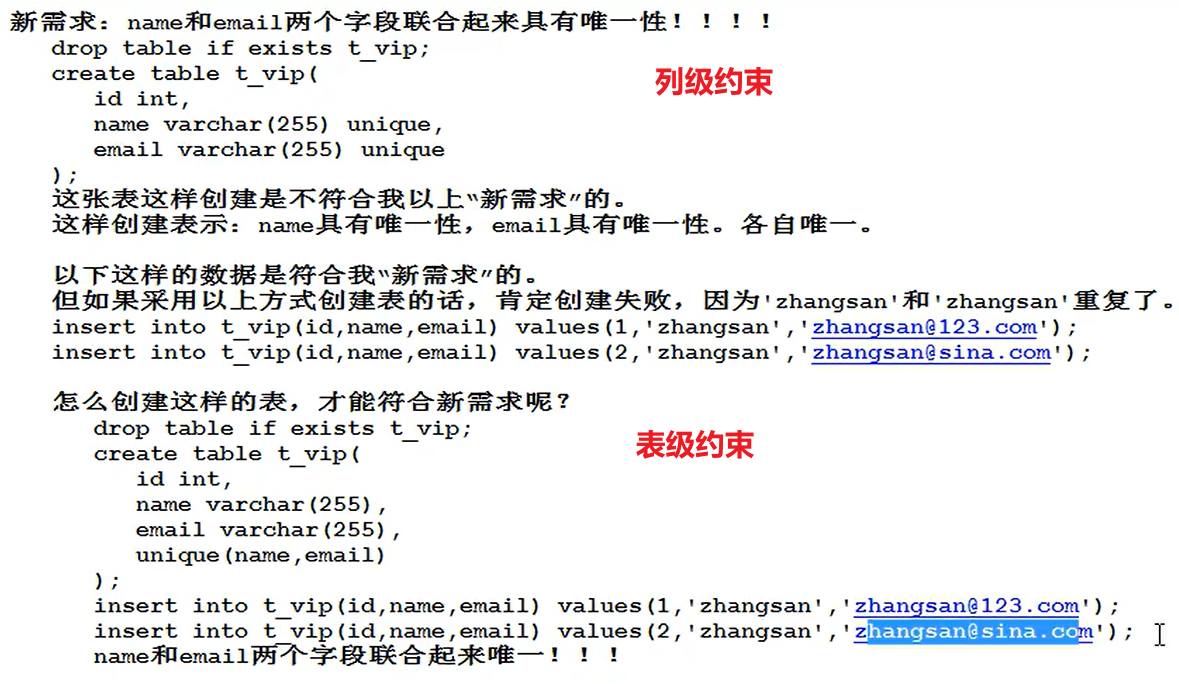 新需求：name和email两个字段联合起来具有唯一性！！！！
drop table if exists t_vip;
create table t_vip(
列级约束
id int,
name varchar(255) unique,
email varchar(255) unique
);
这张表这样创建是不符合我以上“新需求”的。
这样创建表示：name具有唯一性，email具有唯一性。各自唯一。
以下这样的数据是符合我“新需求”的。
但如果采用以上方式创建表的话，肯定创建失败，因为'zhangsan'和'zhangsan'重复了。
insert into t_vip(id,name,email) values(1,'zhangsan','zhangsan@123.com');
insert into t_vip(id,name,email) values(2,'zhangsan','zhangsan@sina.com');
怎么创建这样的表，才能符合新需求呢？
drop table if exists t_vip;
表级约束
create table t_vip(
id int,
name varchar(255),
email varchar(255),
unique(name,email)
);
insert into t_vip(id,name,email) values(1,'zhangsan','zhangsan@123.com');
insert into t_vip(id,name,email) values(2,'zhangsan','zhangsan@sina.com');
name和email两个字段联合起来唯一！！！